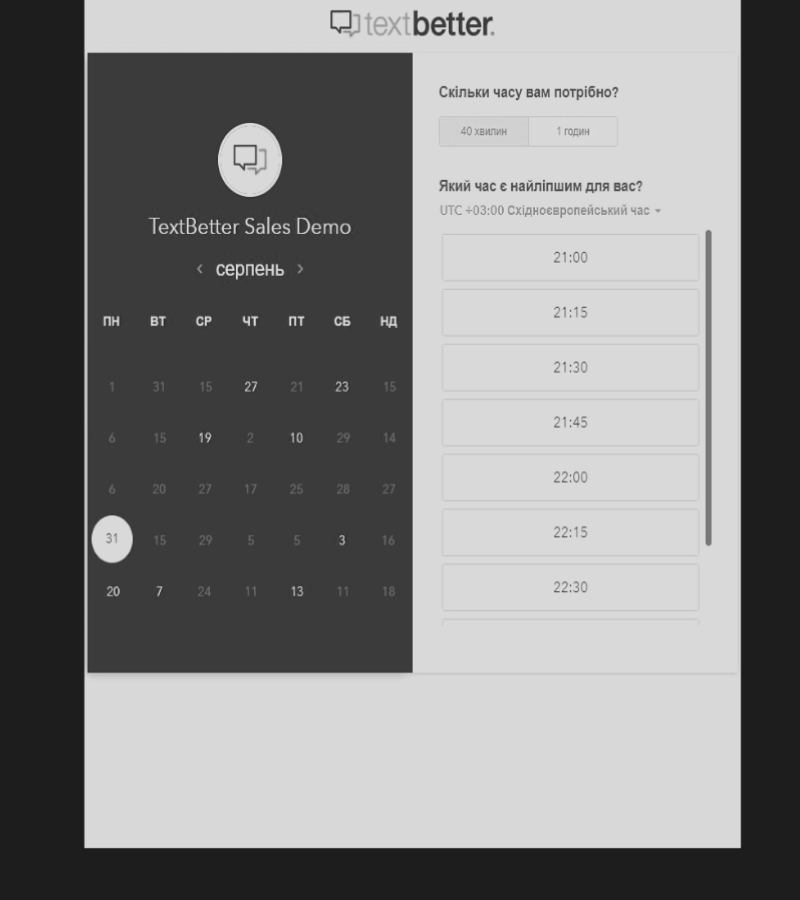 textbetter.
TextBetter Sales Demo
‹ серпень ›
ПН ВТ СР ЧТ ПТ СБ НД
1 31 15 27 21 23 15
6 15 19 2 10 29 14
6 20 27 17 25 28 27
31 15 29 5 5 3 16
20 7 24 11 13 11 18
Скільки часу вам потрібно?
40 хвилин 1 годин
Який час є найліпшим для вас?
UTC +03:00 Східноєвропейський час
21:00
21:15
21:30
21:45
22:00
22:15
22:30